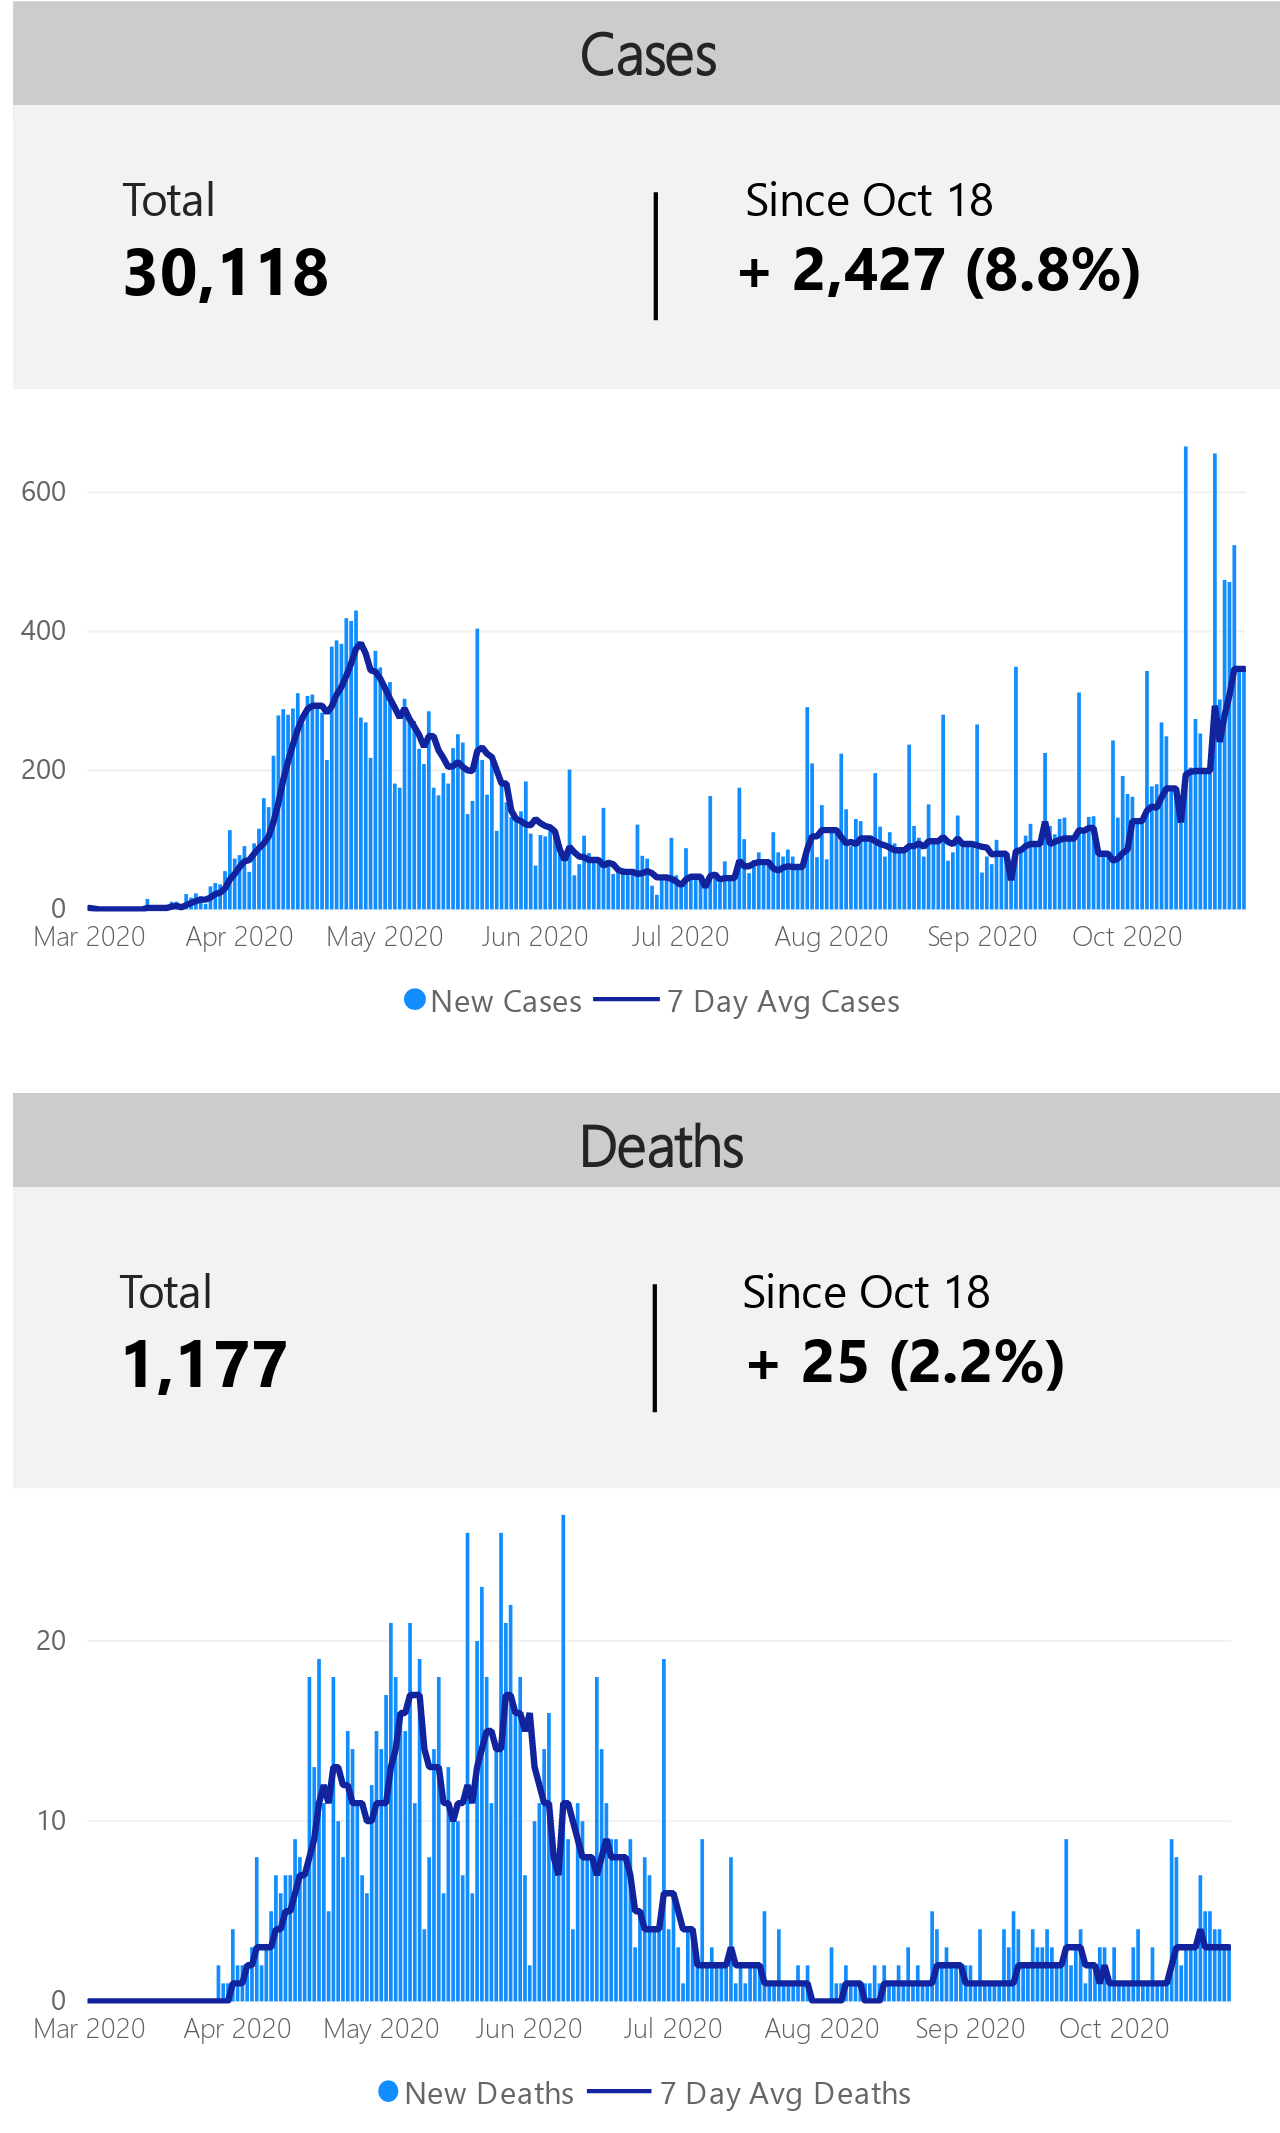 Cases
Total
Since Oct 18
30,118
+ 2,427 (8.8%)
600
400
200
0
Mar 2020 Apr 2020 May 2020 Jun 2020 Jul 2020 Aug 2020 Sep 2020 Oct 2020
New Cases 7 Day Avg Cases
Deaths
Total
Since Oct 18
1,177
+ 25 (2.2%)
20
10
0
Mar 2020 Apr 2020 May 2020 Jun 2020 Jul 2020 Aug 2020 Sep 2020 Oct 2020
New Deaths 7 Day Avg Deaths